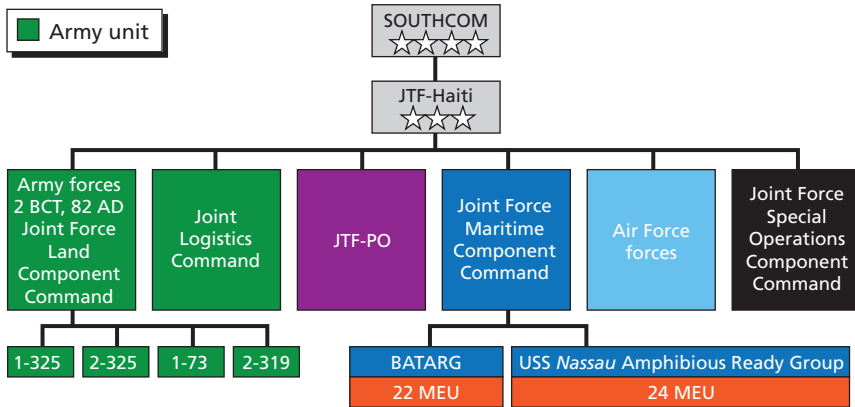 Army unit
SOUTHCOM
JTF-Haiti
Army forces
2 BCT, 82 AD
Joint Force
Land
Component
Command
Joint
Logistics
Command
JTF-PO
Joint Force
Maritime
Component
Command
Air Force
forces
Joint Force
Special
Operations
Component
Command
1-325
2-325
1-73
2-319
BATARG
22 MEU
USS Nassau Amphibious Ready Group
24 MEU